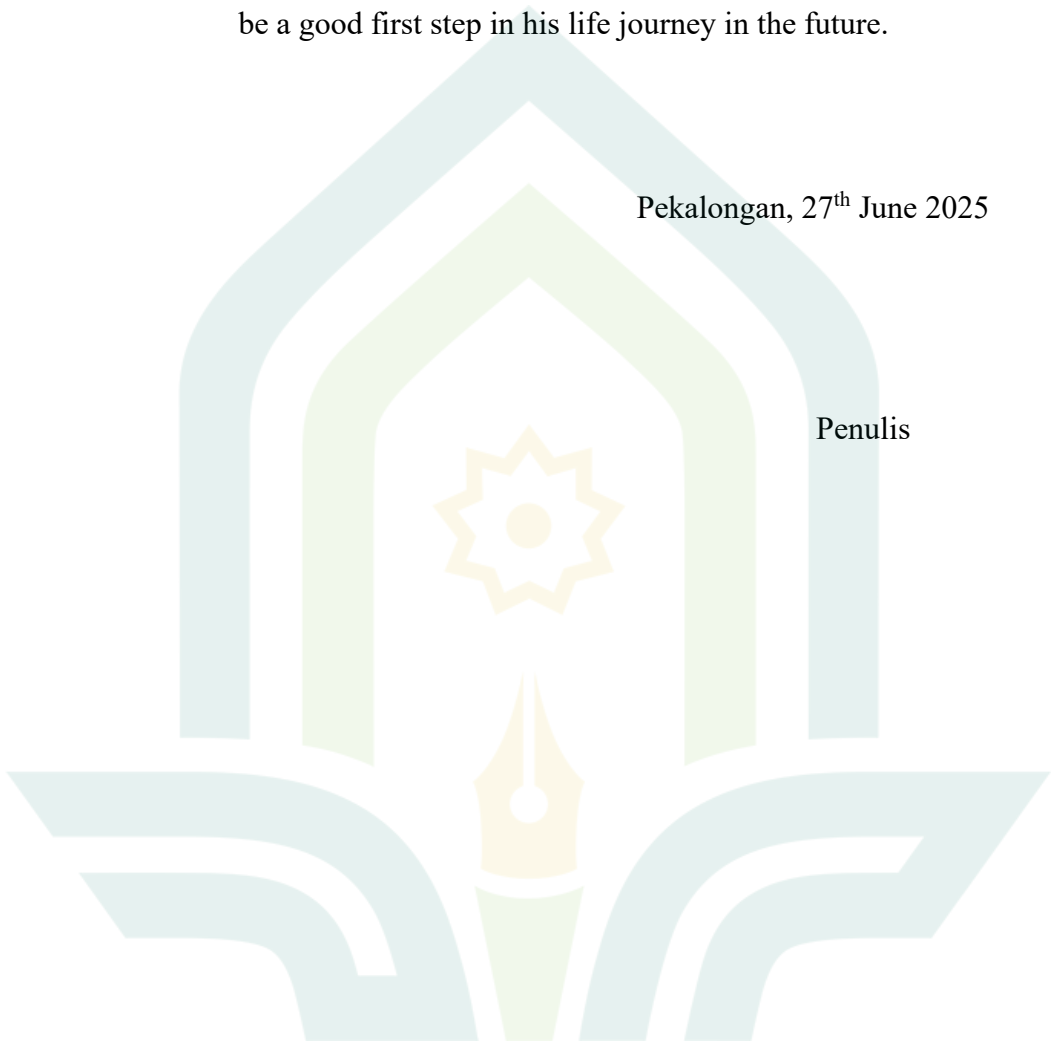 be a good first step in his life journey in the future.
Pekalongan, 27th June 2025
Penulis